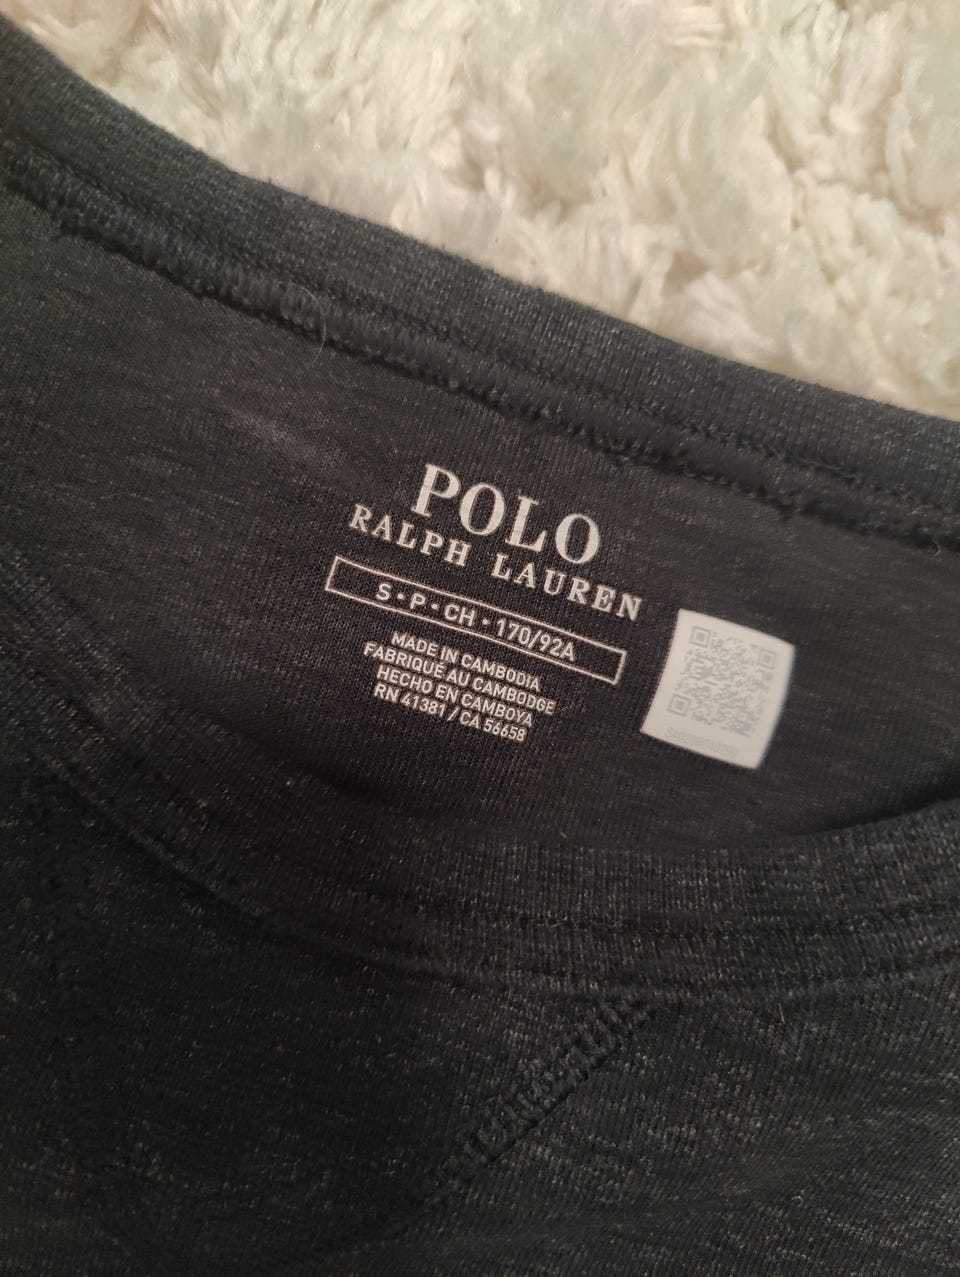 POLO
RALPH LAUREN
S • P • CH • 170/92A
MADE IN CAMBODIA
FABRIQUÉ AU CAMBODGE
HECHO EN CAMBOYA
RN 41381 / CA 56658